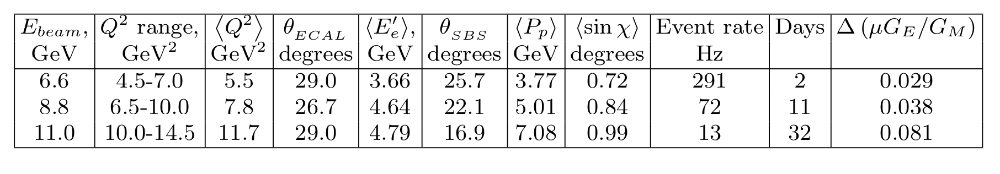 E_beam, Q² range, ⟨Q²⟩ θ_ECAL ⟨E′_e⟩, θ_SBS ⟨P_p⟩ ⟨sin χ⟩ Event rate Days Δ (μG_E/G_M)
GeV GeV² GeV² degrees GeV degrees GeV degrees Hz
6.6 4.5-7.0 5.5 29.0 3.66 25.7 3.77 0.72 291 2 0.029
8.8 6.5-10.0 7.8 26.7 4.64 22.1 5.01 0.84 72 11 0.038
11.0 10.0-14.5 11.7 29.0 4.79 16.9 7.08 0.99 13 32 0.081